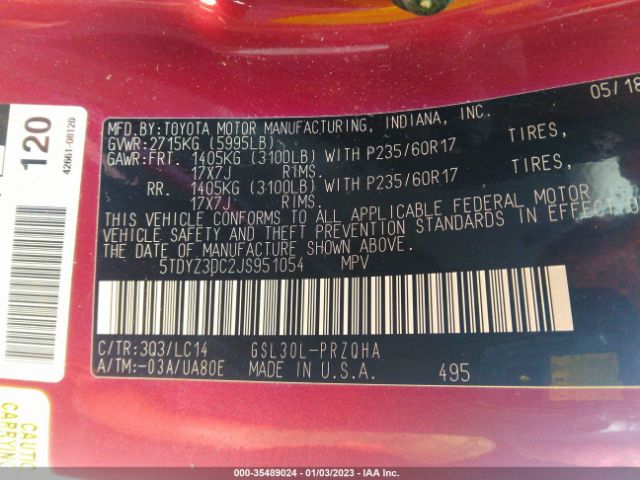 120
42661-08120
05/18
MFD.BY:TOYOTA MOTOR MANUFACTURING, INDIANA, INC.
GVWR:2715KG (5995LB)
GAWR:FRT. 1405KG (3100LB) WITH P235/60R17 TIRES,
17X7J RIMS.
RR. 1405KG (3100LB) WITH P235/60R17 TIRES,
17X7J RIMS.
THIS VEHICLE CONFORMS TO ALL APPLICABLE FEDERAL MOTOR
VEHICLE SAFETY AND THEFT PREVENTION STANDARDS IN EFFECT
THE DATE OF MANUFACTURE SHOWN ABOVE.
5TDYZ3DC2JS951054 MPV
C/TR:3Q3/LC14 GSL30L-PRZQHA
A/TM:-03A/UA80E MADE IN U.S.A. 495
CAUTI
CARRYING
000-35489024 - 01/03/2023 - IAA Inc.